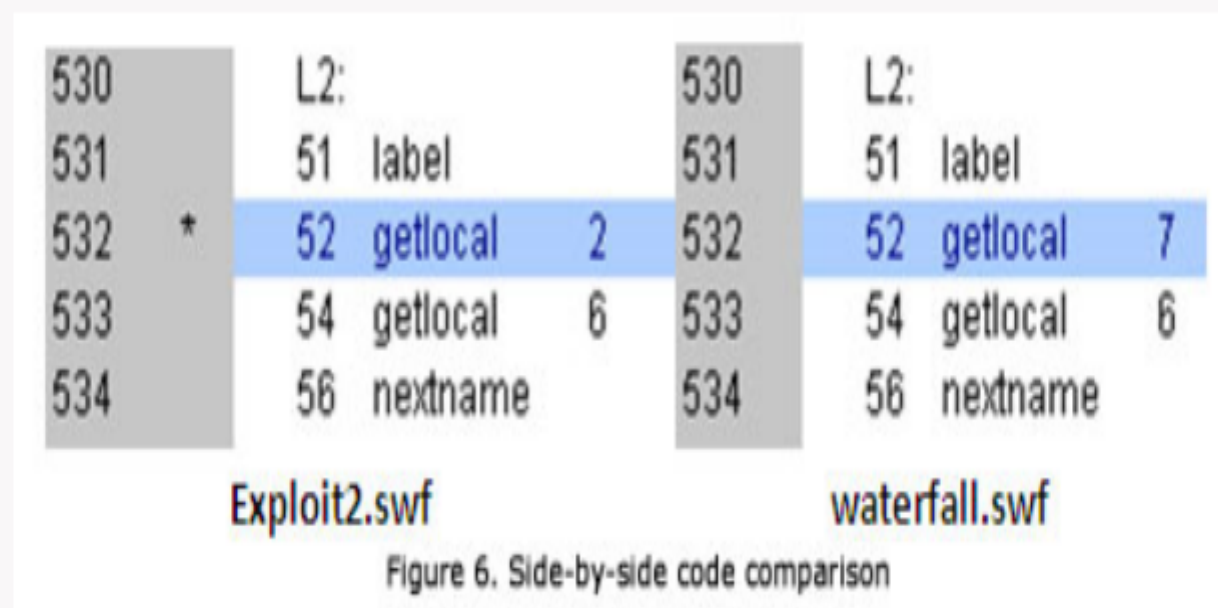 530 L2: 530 L2:
531 51 label 531 51 label
532 * 52 getlocal 2 532 52 getlocal 7
533 54 getlocal 6 533 54 getlocal 6
534 56 nextname 534 56 nextname
Exploit2.swf waterfall.swf
Figure 6. Side-by-side code comparison